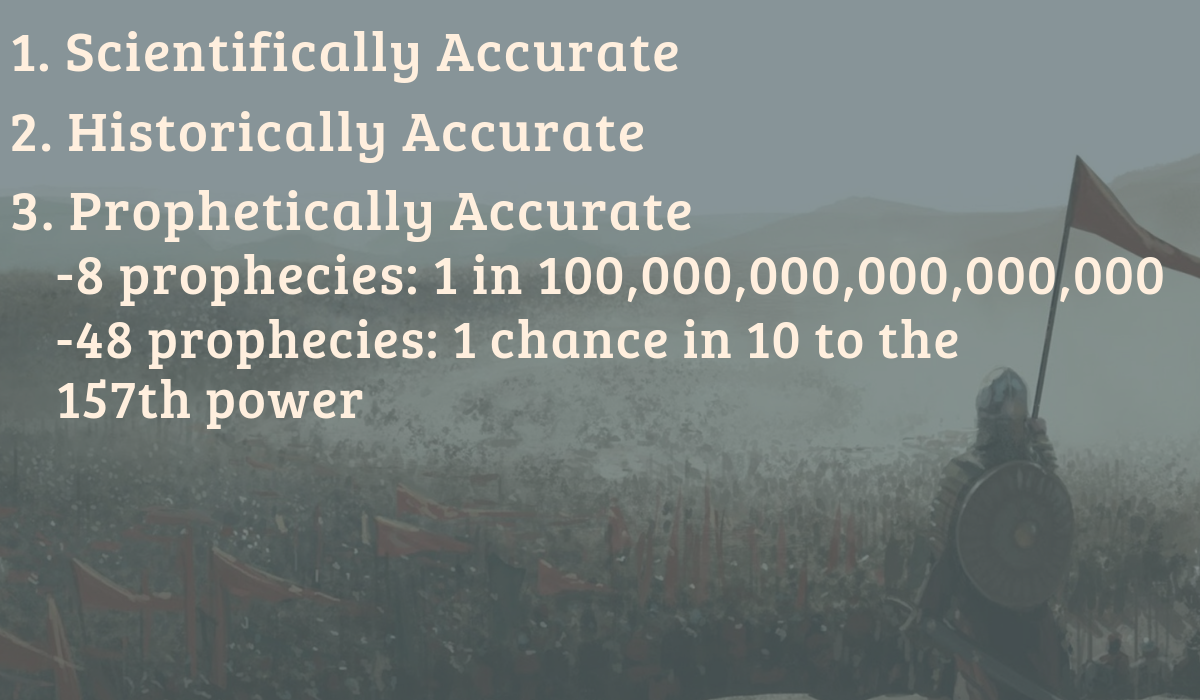 1. Scientifically Accurate
2. Historically Accurate
3. Prophetically Accurate
-8 prophecies: 1 in 100,000,000,000,000,000
-48 prophecies: 1 chance in 10 to the
157th power